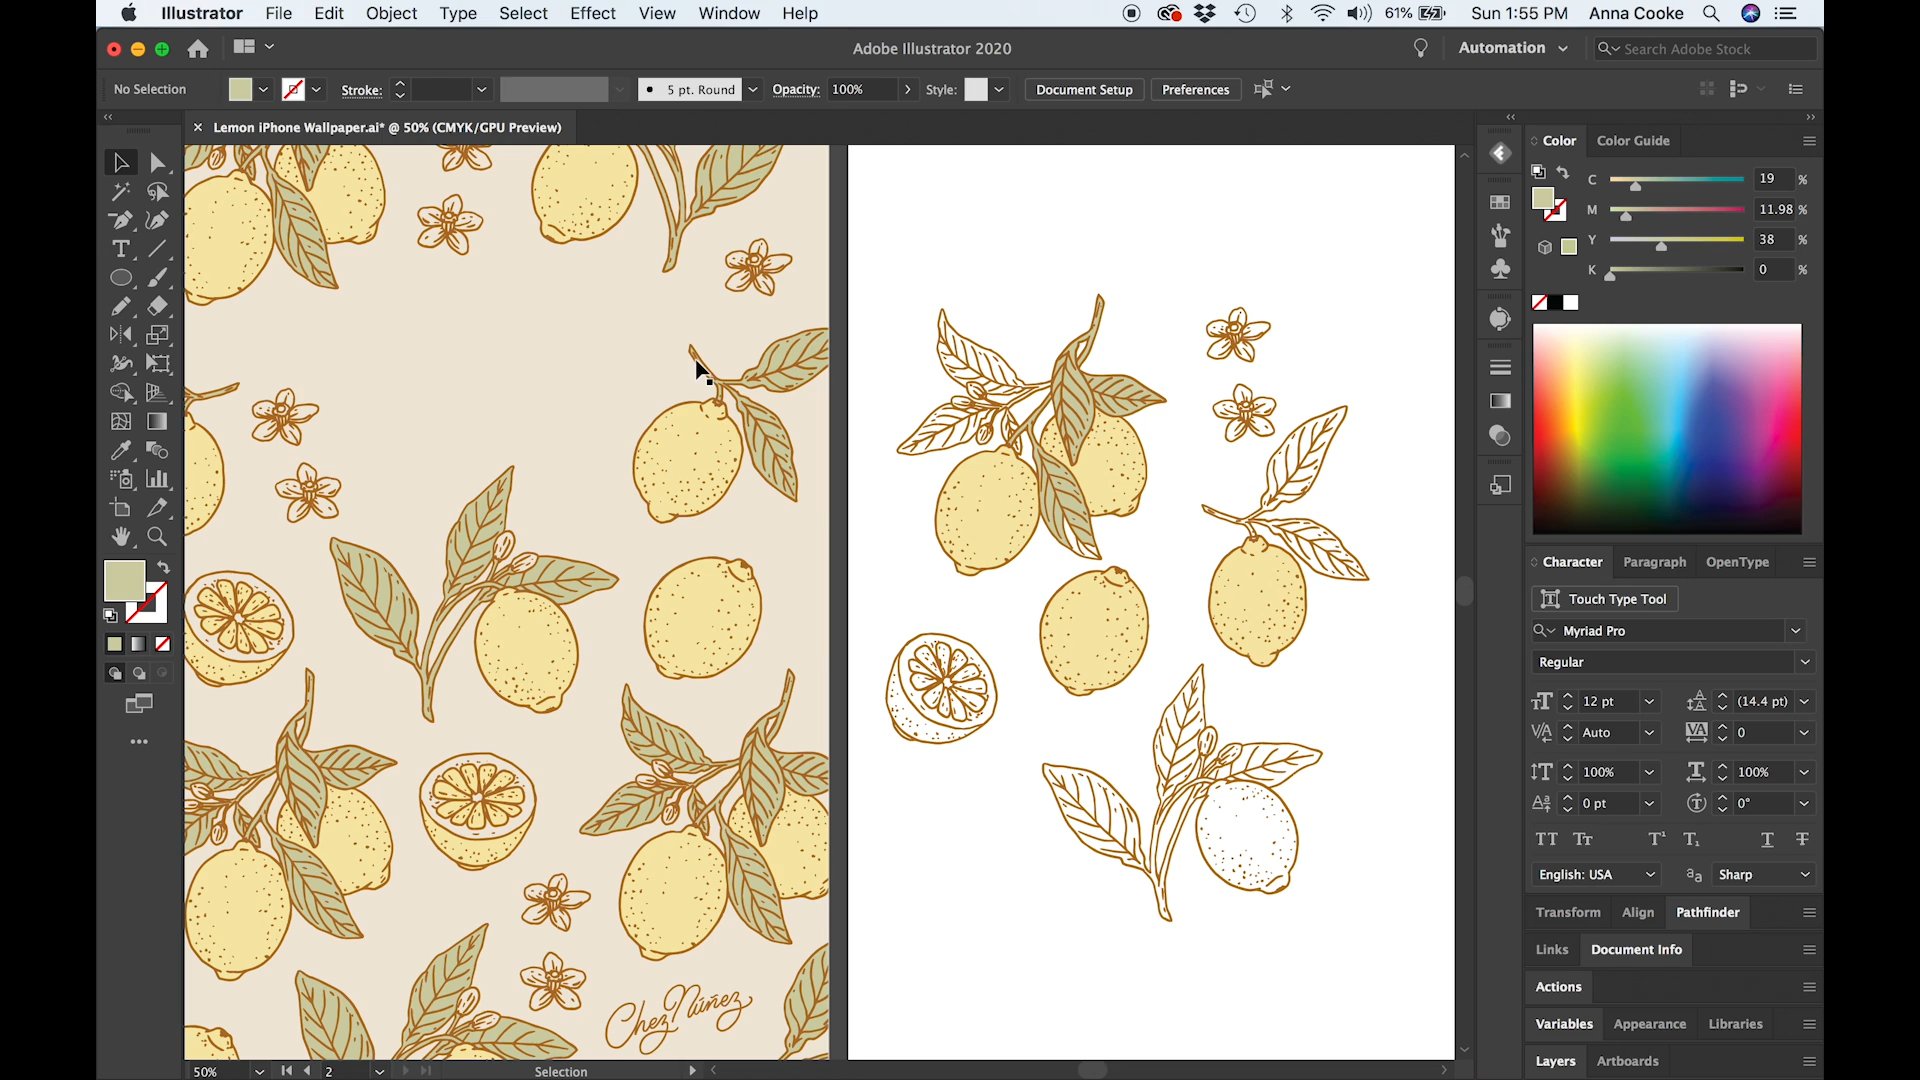 Illustrator File Edit Object Type Select Effect View Window Help 61% Sun 1:55 PM Anna Cooke
Adobe Illustrator 2020 Automation Search Adobe Stock
No Selection Stroke: 5 pt. Round Opacity: 100% Style: Document Setup Preferences
Lemon iPhone Wallpaper.ai* @ 50% (CMYK/GPU Preview)
Color Color Guide
C 19 %
M 11.98 %
Y 38 %
K 0 %
Character Paragraph OpenType
Touch Type Tool
Myriad Pro
Regular
12 pt (14.4 pt)
Auto 0
100% 100%
0 pt 0°
English: USA Sharp
Transform Align Pathfinder
Links Document Info
Actions
Variables Appearance Libraries
Layers Artboards
Chez Núñez
50% 2 Selection